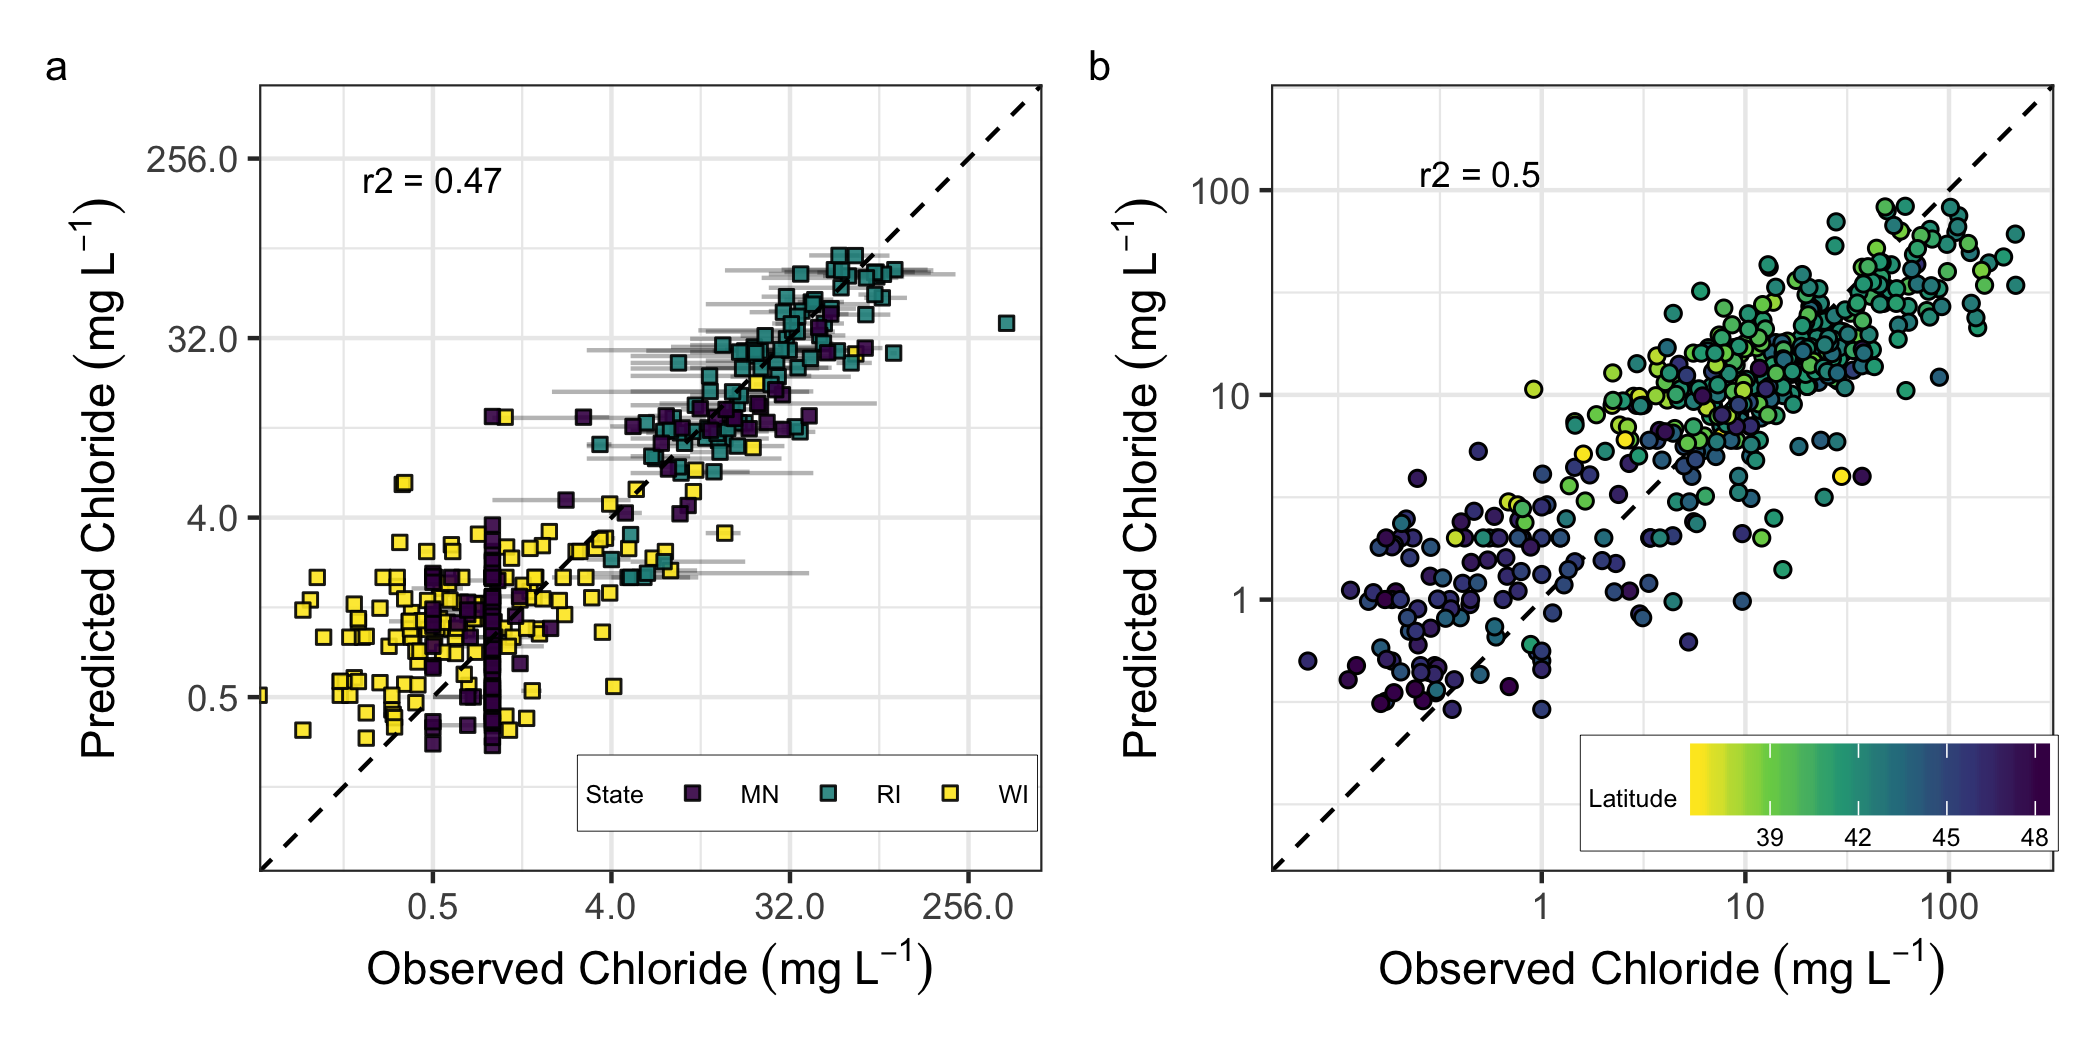 a
r2 = 0.47
256.0
32.0
4.0
0.5
Predicted Chloride (mg L⁻¹)
State MN RI WI
0.5 4.0 32.0 256.0
Observed Chloride (mg L⁻¹)
b
r2 = 0.5
100
10
1
Predicted Chloride (mg L⁻¹)
Latitude
39 42 45 48
1 10 100
Observed Chloride (mg L⁻¹)